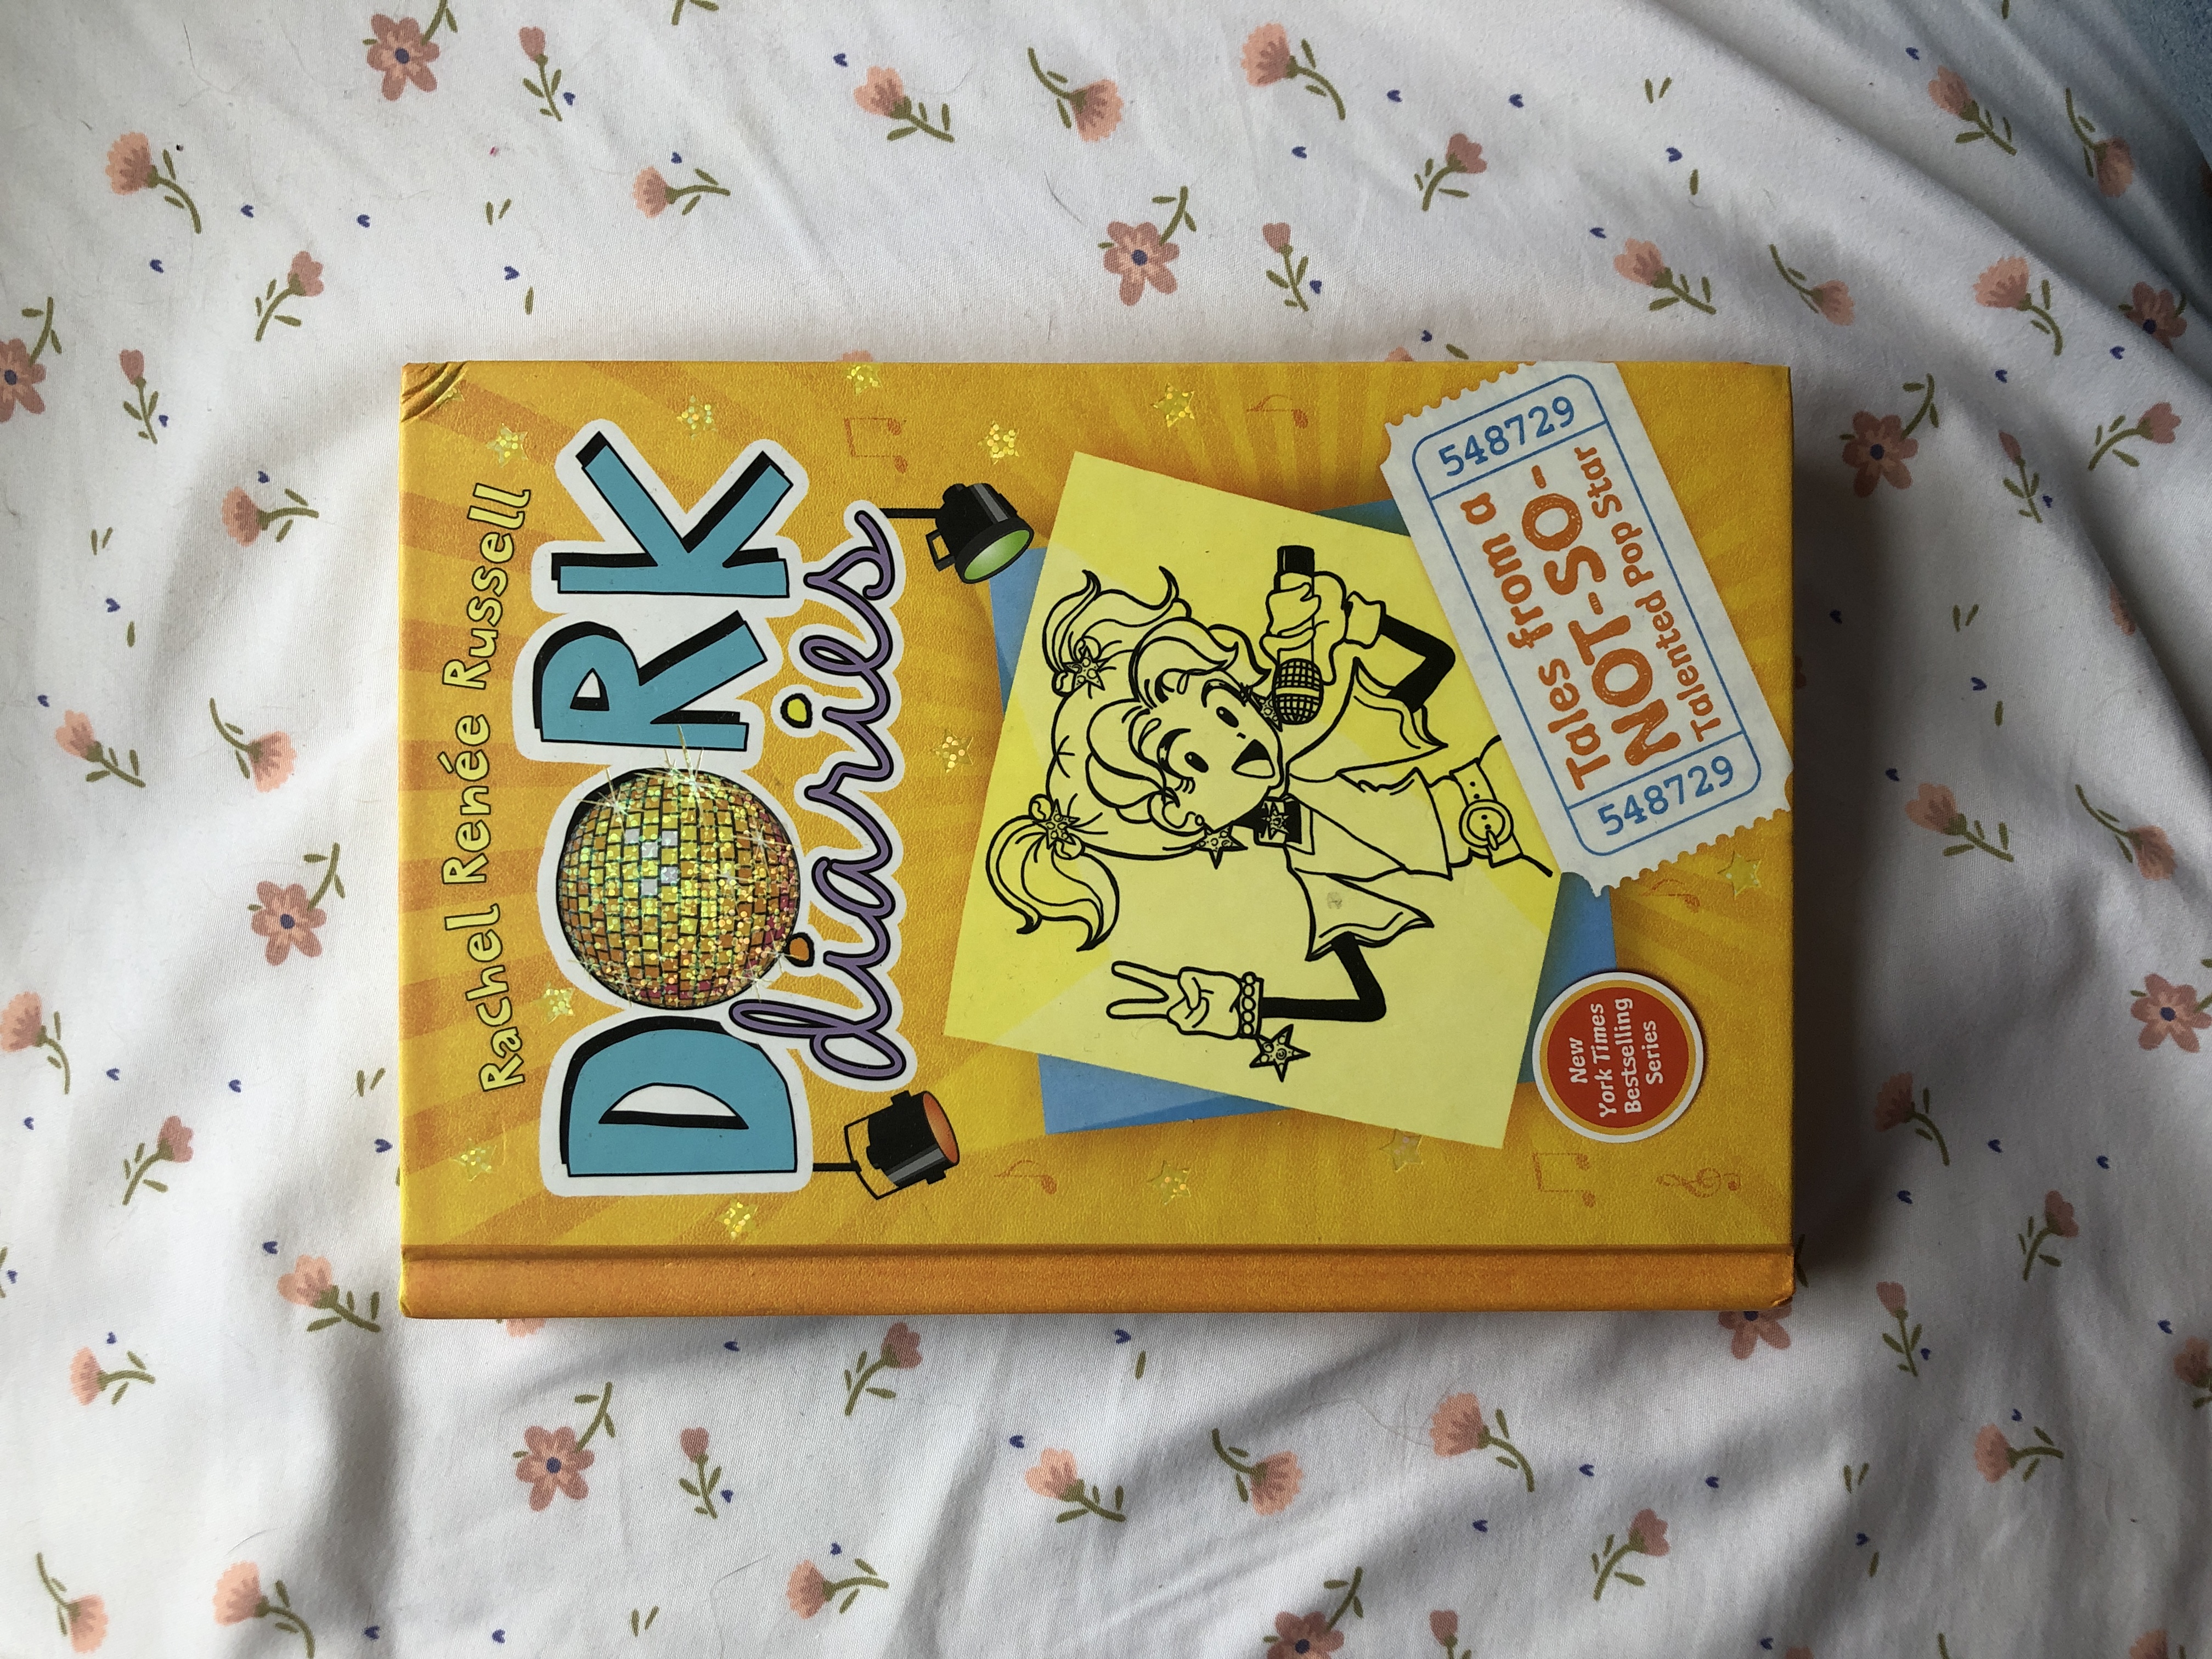 Rachel Renée Russell
DORK
diaries
548729
Tales from a
NOT-SO-
Talented Pop Star
548729
New
York Times
Bestselling
Series